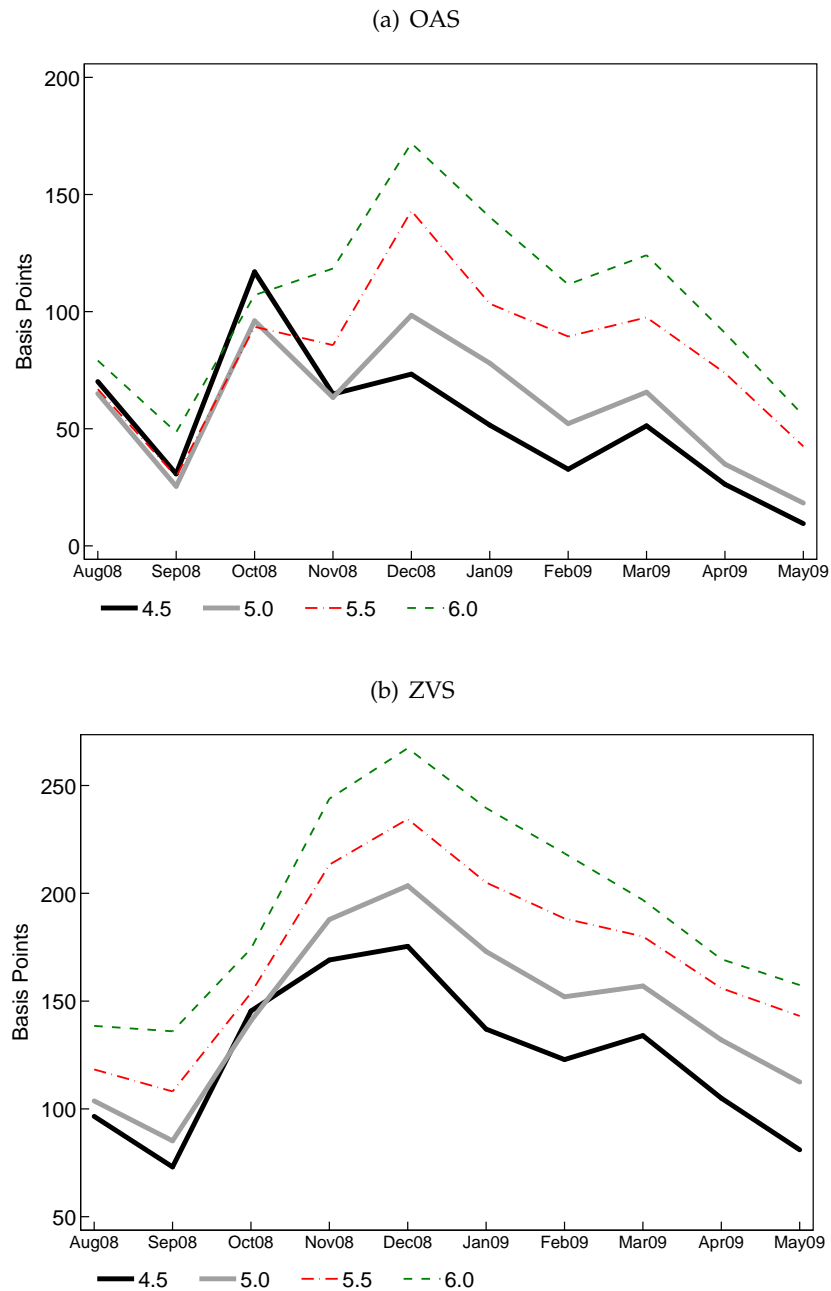 (a) OAS
200
150
100
50
0
Basis Points
Aug08 Sep08 Oct08 Nov08 Dec08 Jan09 Feb09 Mar09 Apr09 May09
4.5 5.0 5.5 6.0
(b) ZVS
250
200
150
100
50
Basis Points
Aug08 Sep08 Oct08 Nov08 Dec08 Jan09 Feb09 Mar09 Apr09 May09
4.5 5.0 5.5 6.0